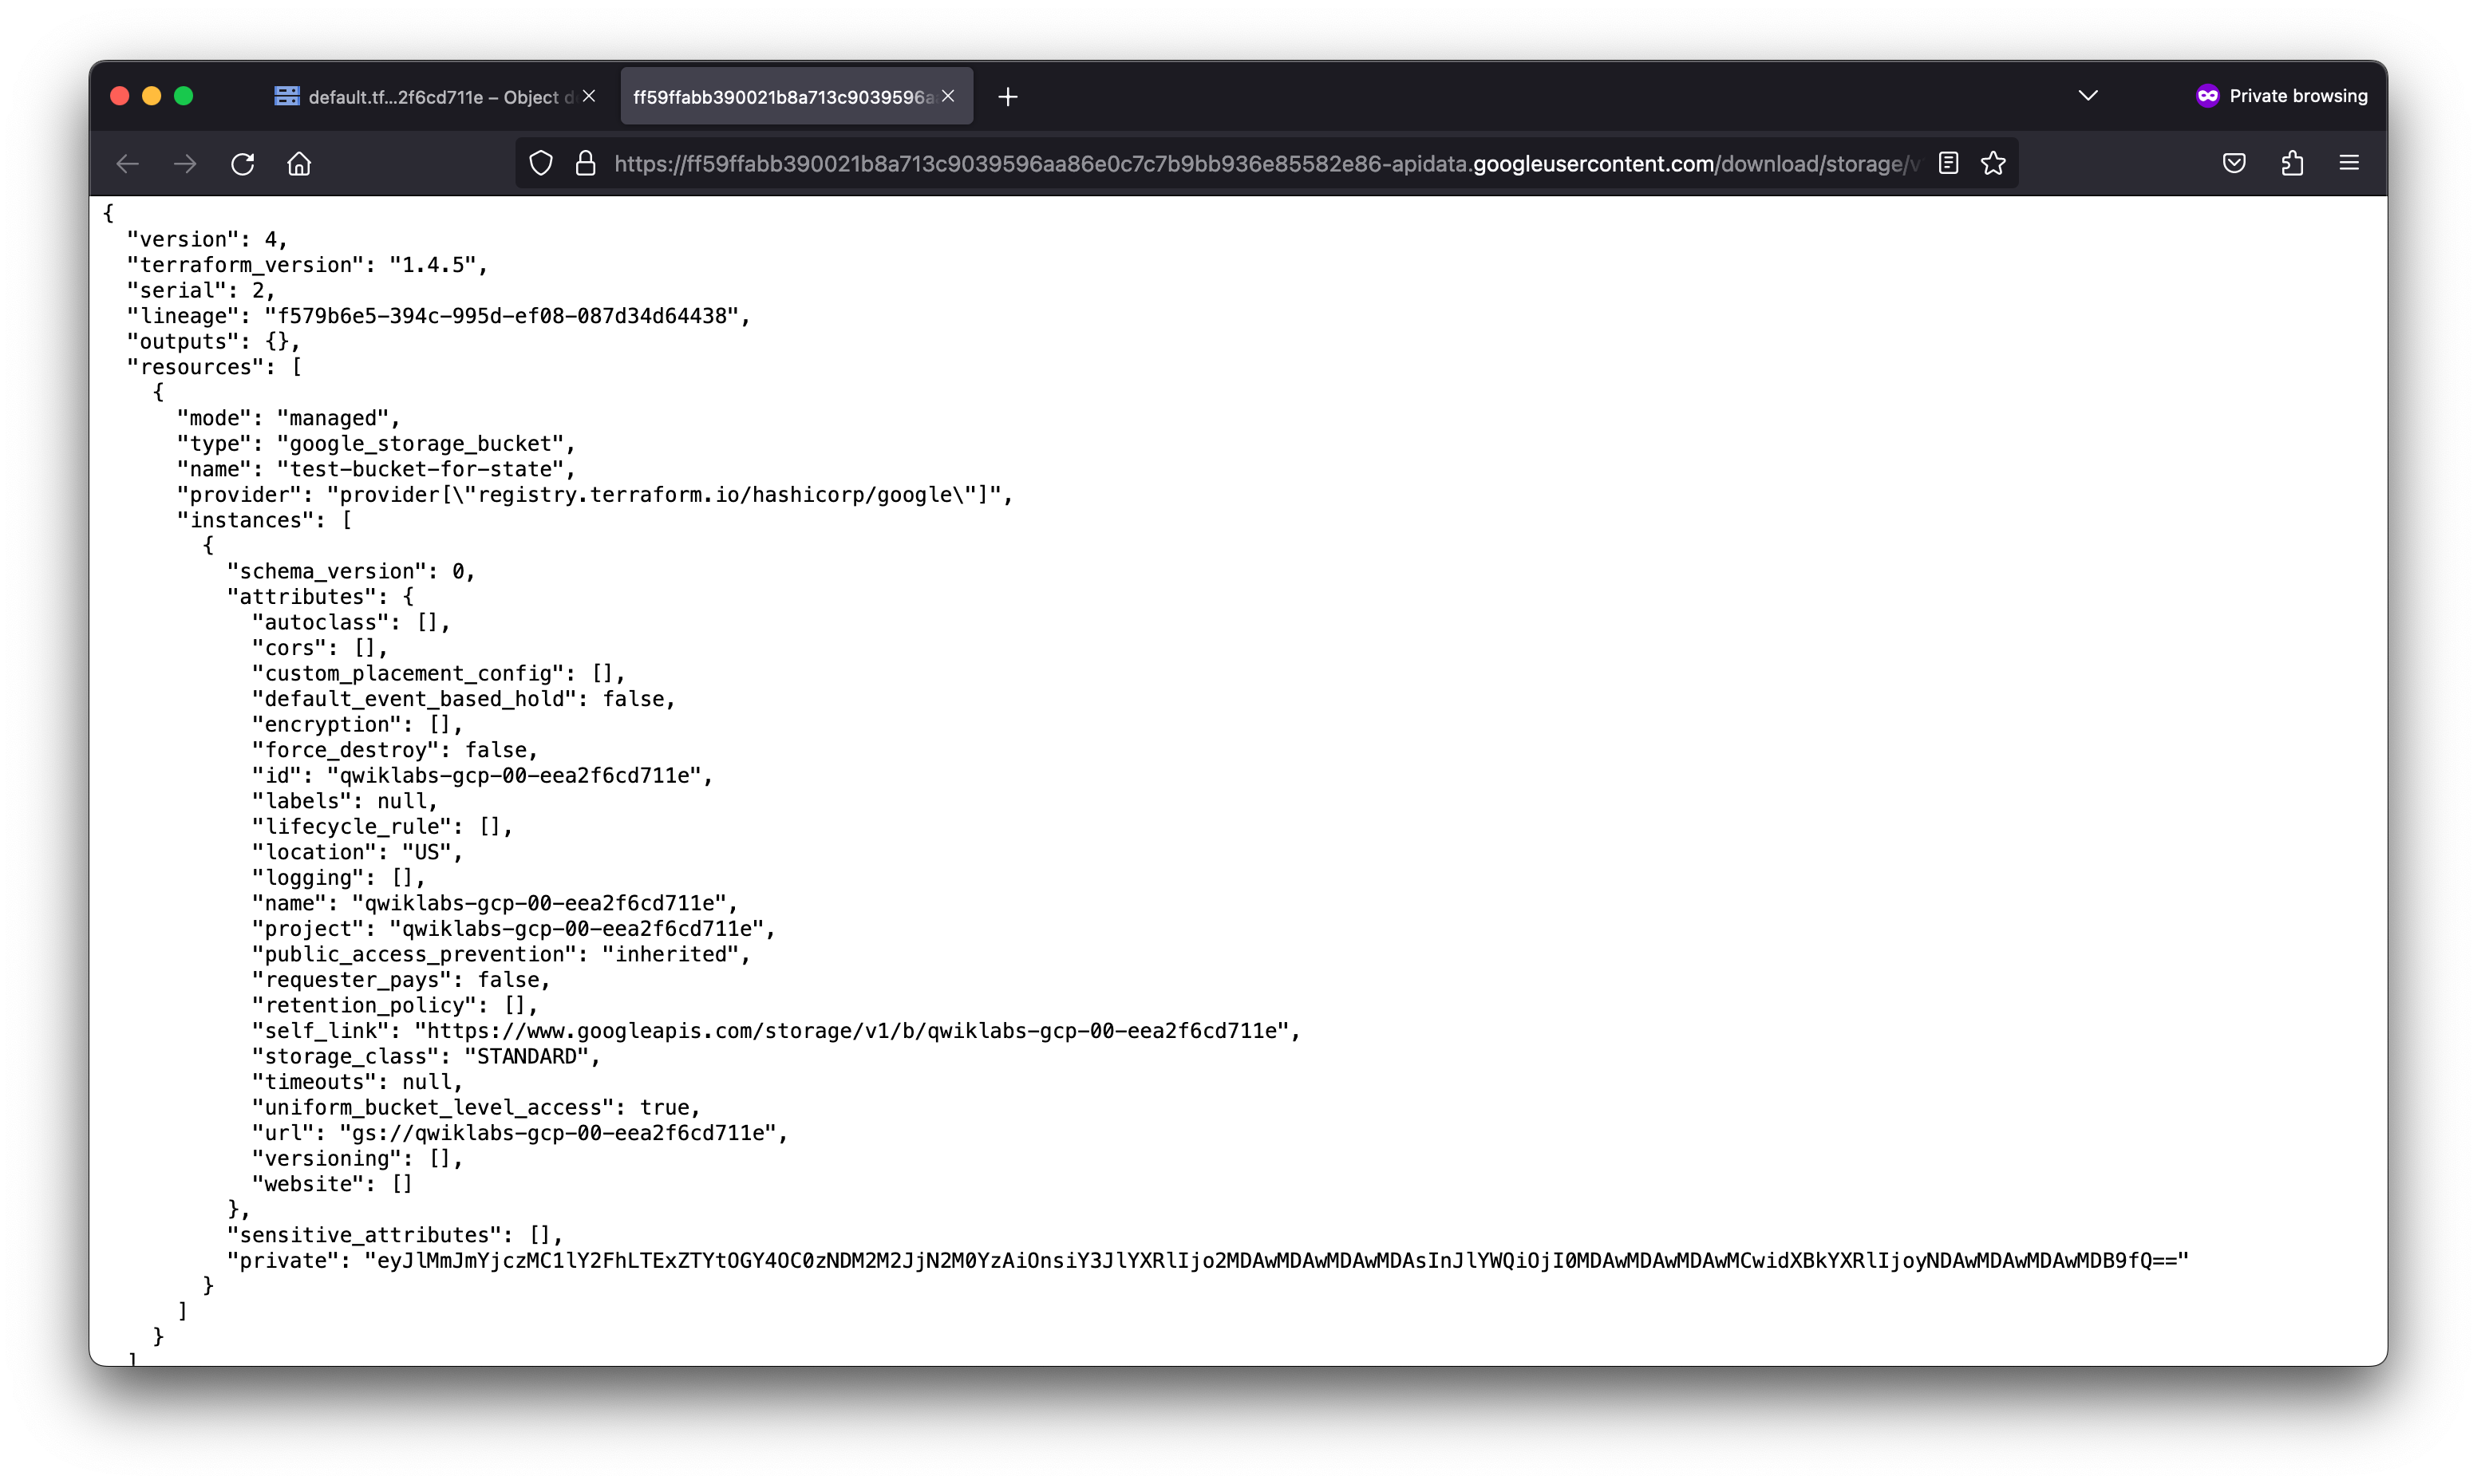 default.tf...2f6cd711e – Object d
ff59ffabb390021b8a713c9039596a
Private browsing
https://ff59ffabb390021b8a713c9039596aa86e0c7c7b9bb936e85582e86-apidata.googleusercontent.com/download/storage/v
{
  "version": 4,
  "terraform_version": "1.4.5",
  "serial": 2,
  "lineage": "f579b6e5-394c-995d-ef08-087d34d64438",
  "outputs": {},
  "resources": [
    {
      "mode": "managed",
      "type": "google_storage_bucket",
      "name": "test-bucket-for-state",
      "provider": "provider[\"registry.terraform.io/hashicorp/google\"]",
      "instances": [
        {
          "schema_version": 0,
          "attributes": {
            "autoclass": [],
            "cors": [],
            "custom_placement_config": [],
            "default_event_based_hold": false,
            "encryption": [],
            "force_destroy": false,
            "id": "qwiklabs-gcp-00-eea2f6cd711e",
            "labels": null,
            "lifecycle_rule": [],
            "location": "US",
            "logging": [],
            "name": "qwiklabs-gcp-00-eea2f6cd711e",
            "project": "qwiklabs-gcp-00-eea2f6cd711e",
            "public_access_prevention": "inherited",
            "requester_pays": false,
            "retention_policy": [],
            "self_link": "https://www.googleapis.com/storage/v1/b/qwiklabs-gcp-00-eea2f6cd711e",
            "storage_class": "STANDARD",
            "timeouts": null,
            "uniform_bucket_level_access": true,
            "url": "gs://qwiklabs-gcp-00-eea2f6cd711e",
            "versioning": [],
            "website": []
          },
          "sensitive_attributes": [],
          "private": "eyJlMmJmYjczMC1lY2FhLTExZTYtOGY4OC0zNDM2M2JjN2M0YzAiOnsiY3JlYXRlIjo2MDAwMDAwMDAwMDAsInJlYWQiOjI0MDAwMDAwMDAwMCwidXBkYXRlIjoyNDAwMDAwMDAwMDB9fQ=="
        }
      ]
    }
  ]